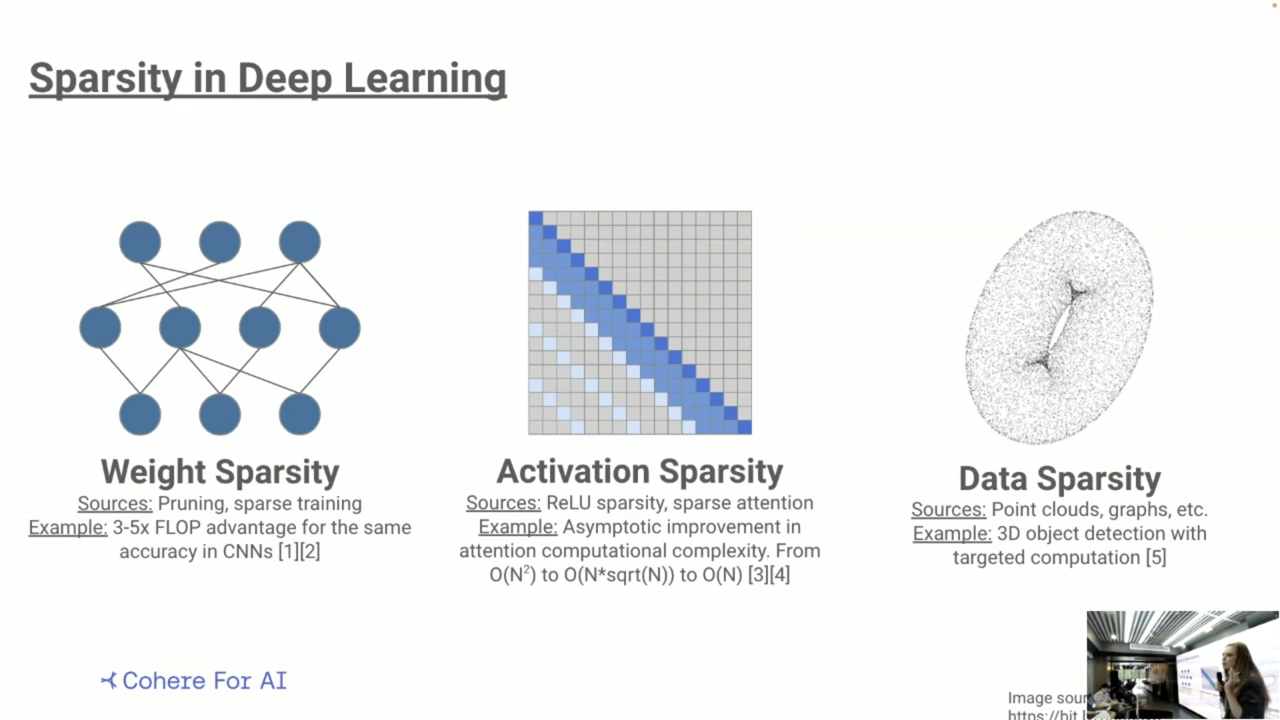 Sparsity in Deep Learning
Weight Sparsity
Sources: Pruning, sparse training
Example: 3-5x FLOP advantage for the same
accuracy in CNNs [1][2]
Activation Sparsity
Sources: ReLU sparsity, sparse attention
Example: Asymptotic improvement in
attention computational complexity. From
O(N²) to O(N*sqrt(N)) to O(N) [3][4]
Data Sparsity
Sources: Point clouds, graphs, etc.
Example: 3D object detection with
targeted computation [5]
Cohere For AI
Image